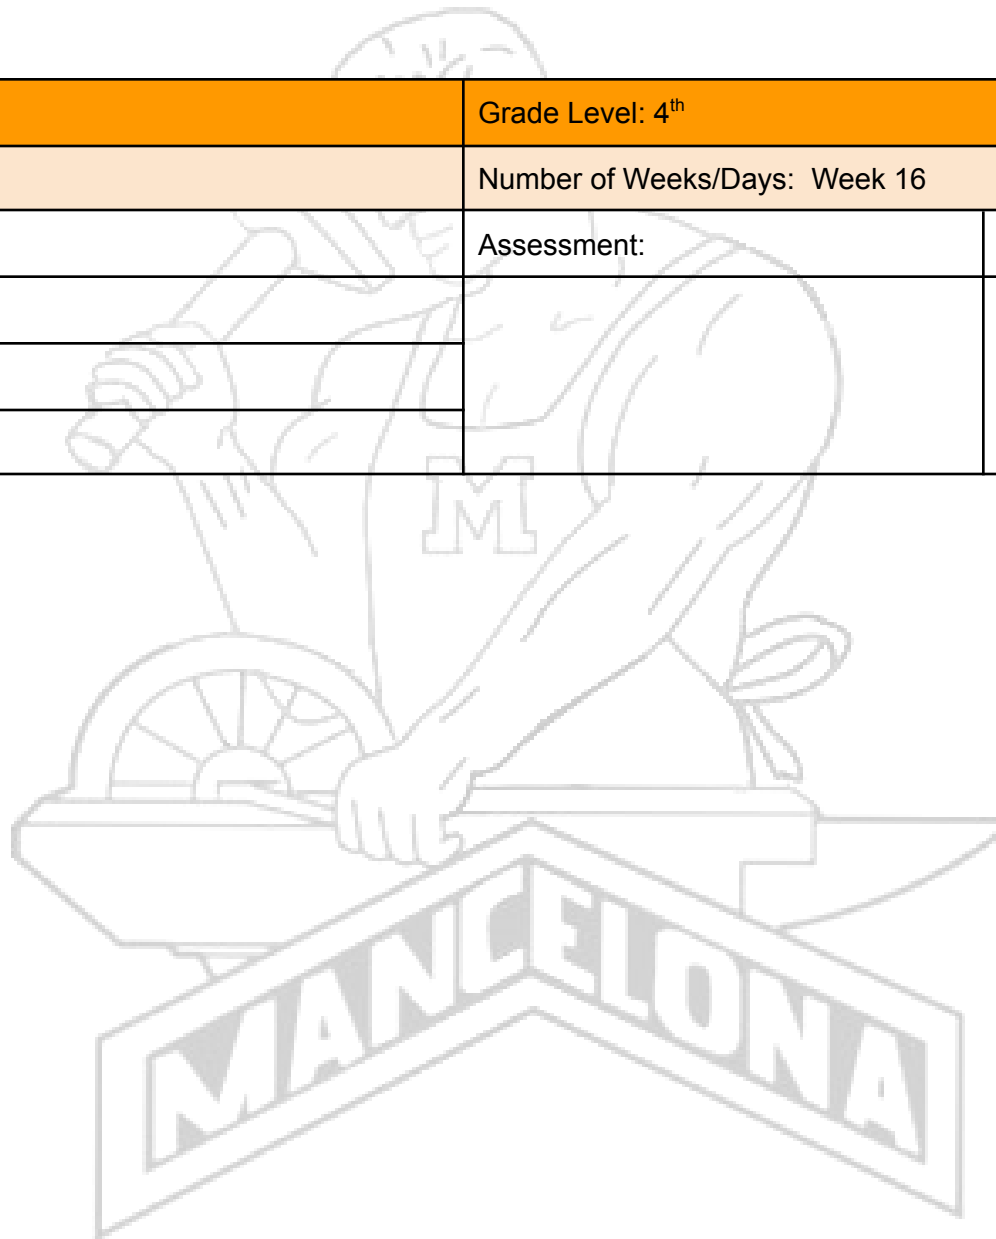 Grade Level: 4th
Number of Weeks/Days: Week 16
Assessment:
M
MANCELONA